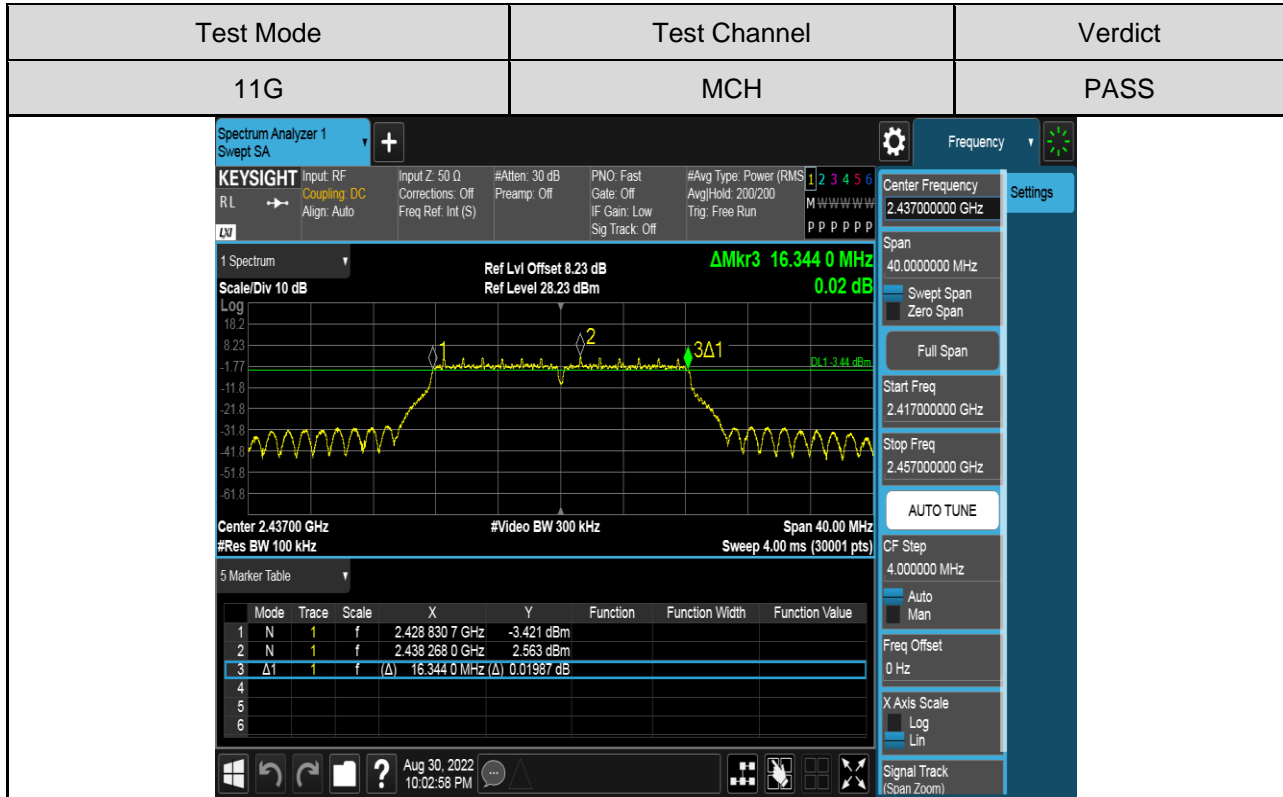 Test Mode Test Channel Verdict
11G MCH PASS
Spectrum Analyzer 1
Swept SA
Frequency
KEYSIGHT Input: RF Input Z: 50 Ω #Atten: 30 dB PNO: Fast #Avg Type: Power (RMS 1 2 3 4 5 6
RL Coupling: DC Corrections: Off Preamp: Off Gate: Off Avg|Hold: 200/200 M W W W W W
Align: Auto Freq Ref: Int (S) IF Gain: Low Trig: Free Run
LXI Sig Track: Off P P P P P P
1 Spectrum
Ref Lvl Offset 8.23 dB ΔMkr3 16.344 0 MHz
Scale/Div 10 dB Ref Level 28.23 dBm 0.02 dB
Log
18.2
8.23
-1.77
-11.8
-21.8
-31.8
-41.8
-51.8
-61.8
1
2
3Δ1
DL1 -3.44 dBm
Center 2.43700 GHz #Video BW 300 kHz Span 40.00 MHz
#Res BW 100 kHz Sweep 4.00 ms (30001 pts)
5 Marker Table
Mode Trace Scale X Y Function Function Width Function Value
1 N 1 f 2.428 830 7 GHz -3.421 dBm
2 N 1 f 2.438 268 0 GHz 2.563 dBm
3 Δ1 1 f (Δ) 16.344 0 MHz (Δ) 0.01987 dB
4
5
6
Aug 30, 2022
10:02:58 PM
Settings
Center Frequency
2.437000000 GHz
Span
40.0000000 MHz
Swept Span
Zero Span
Full Span
Start Freq
2.417000000 GHz
Stop Freq
2.457000000 GHz
AUTO TUNE
CF Step
4.000000 MHz
Auto
Man
Freq Offset
0 Hz
X Axis Scale
Log
Lin
Signal Track
(Span Zoom)